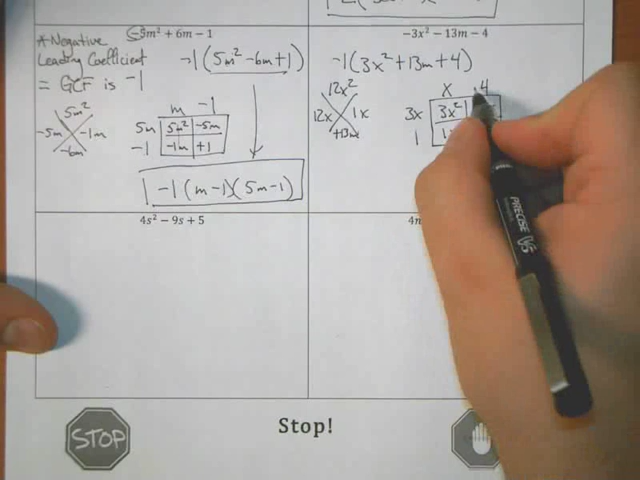 -5m² + 6m - 1
* Negative
Leading Coefficient
= GCF is -1
-1(5m² - 6m + 1)
5m²
-5m -1m
-6m
m -1
5m 5m² -5m
-1 -1m +1
-1(m-1)(5m-1)
−3x² − 13m − 4
-1(3x² + 13m + 4)
12x²
12x 1x
+13m
x 4
3x 3x²
1
4s² − 9s + 5
Stop!
STOP
PRECISE V5